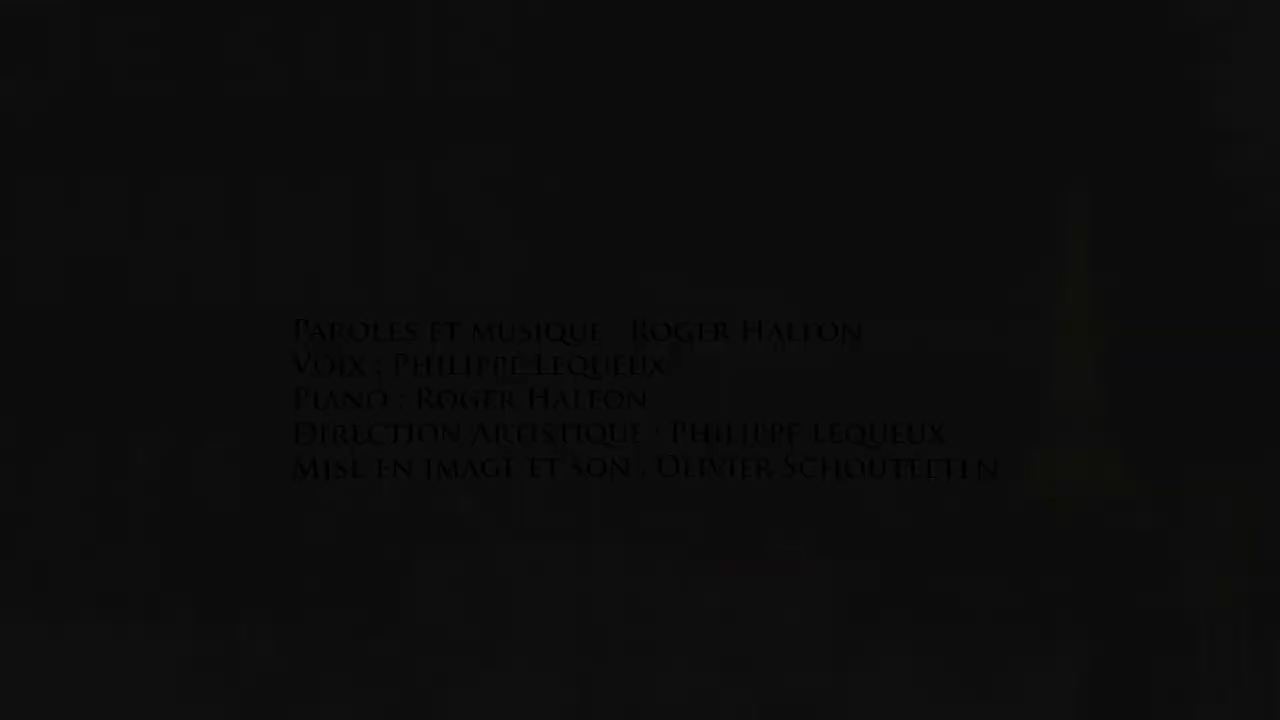 Paroles et musique : Roger Halfon
Voix : Philippe Lequeux
Piano : Roger Halfon
Direction Artistique : Philippe Lequeux
Mise en image et son : Olivier Schouteeten